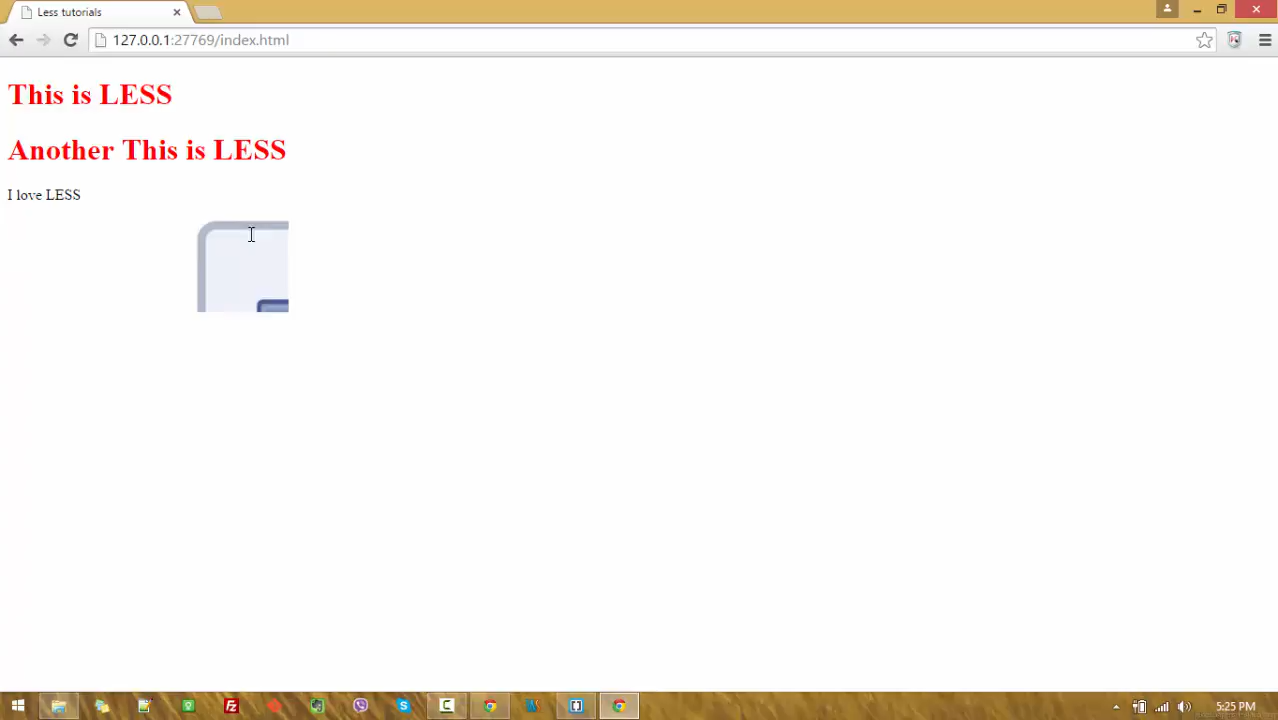 Less tutorials
127.0.0.1:27769/index.html
This is LESS
Another This is LESS
I love LESS
5:25 PM